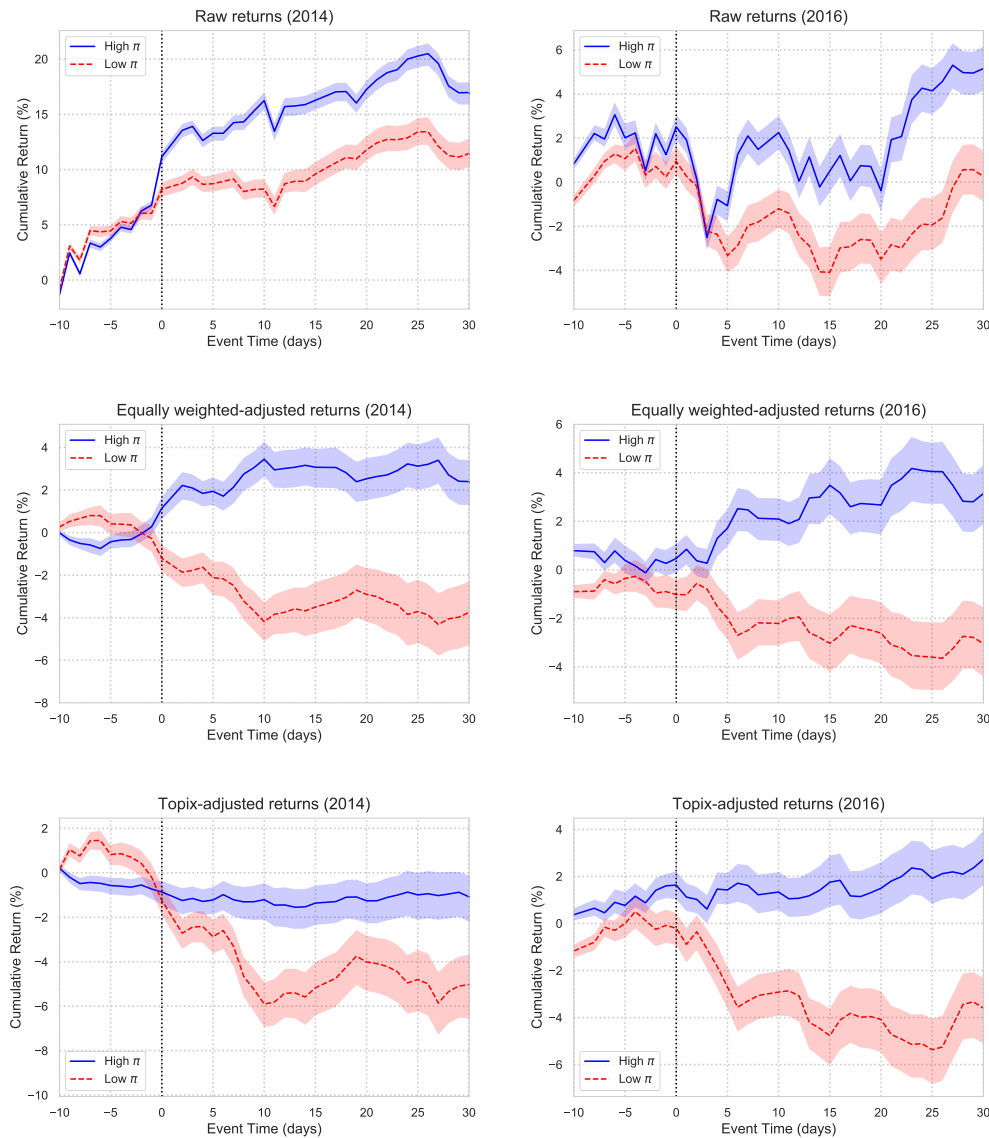 Raw returns (2014)
High π
Low π
20
15
10
5
0
Cumulative Return (%)
−10 −5 0 5 10 15 20 25 30
Event Time (days)
Raw returns (2016)
High π
Low π
6
4
2
0
−2
−4
Cumulative Return (%)
−10 −5 0 5 10 15 20 25 30
Event Time (days)
Equally weighted-adjusted returns (2014)
High π
Low π
4
2
0
−2
−4
−6
−8
Cumulative Return (%)
−10 −5 0 5 10 15 20 25 30
Event Time (days)
Equally weighted-adjusted returns (2016)
High π
Low π
6
4
2
0
−2
−4
Cumulative Return (%)
−10 −5 0 5 10 15 20 25 30
Event Time (days)
Topix-adjusted returns (2014)
2
0
−2
−4
−6
−8
−10
Cumulative Return (%)
High π
Low π
−10 −5 0 5 10 15 20 25 30
Event Time (days)
Topix-adjusted returns (2016)
4
2
0
−2
−4
−6
Cumulative Return (%)
High π
Low π
−10 −5 0 5 10 15 20 25 30
Event Time (days)